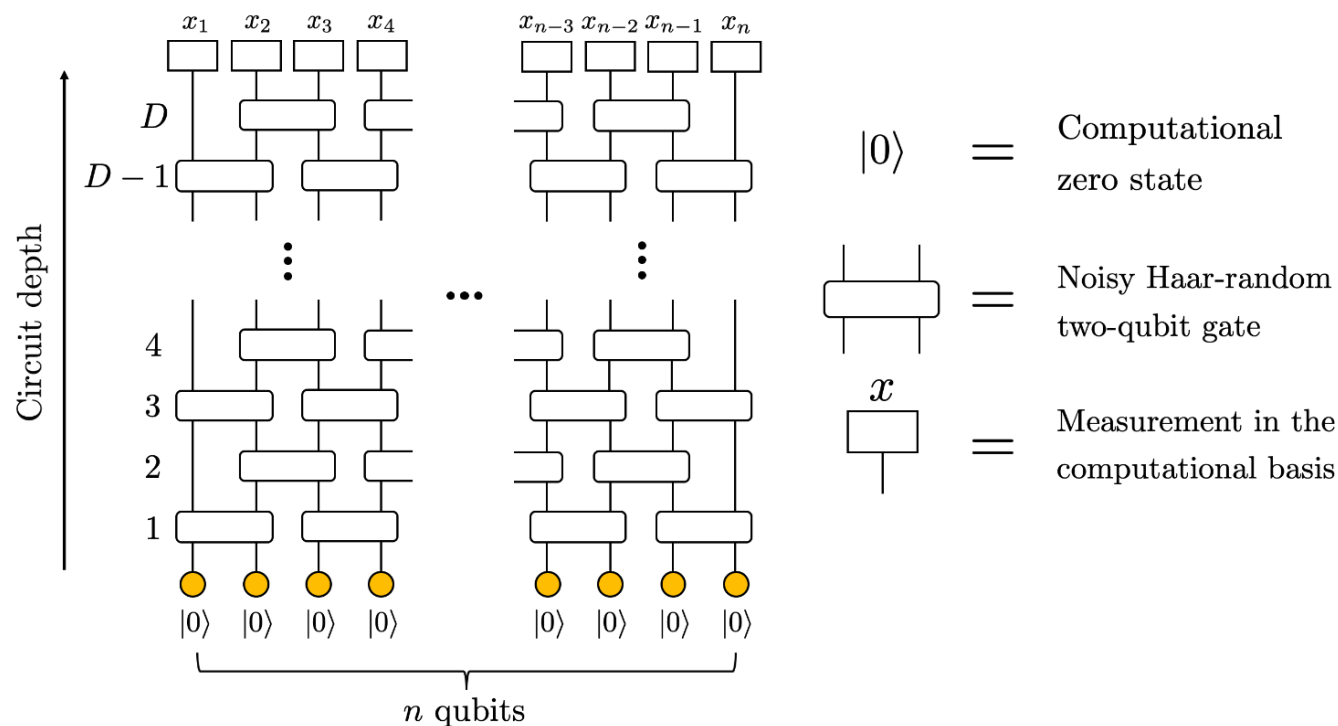 x₁ x₂ x₃ x₄ xₙ₋₃ xₙ₋₂ xₙ₋₁ xₙ
D
D − 1
4
3
2
1
Circuit depth
|0⟩ |0⟩ |0⟩ |0⟩ |0⟩ |0⟩ |0⟩ |0⟩
n qubits
|0⟩ = Computational
zero state
= Noisy Haar-random
two-qubit gate
x
= Measurement in the
computational basis